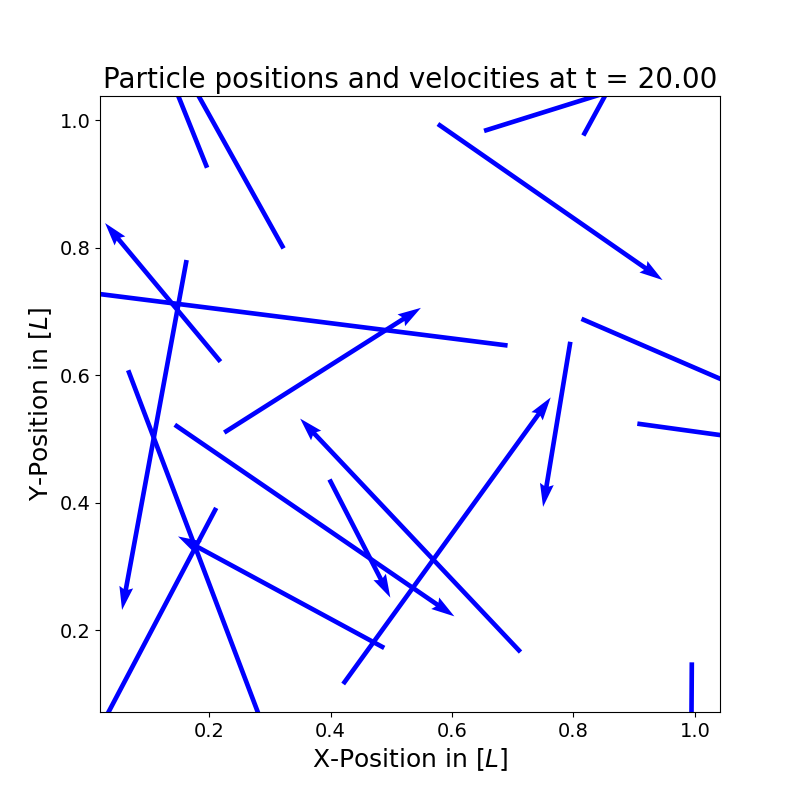 Particle positions and velocities at t = 20.00
1.0
0.8
0.6
0.4
0.2
Y-Position in [L]
0.2 0.4 0.6 0.8 1.0
X-Position in [L]